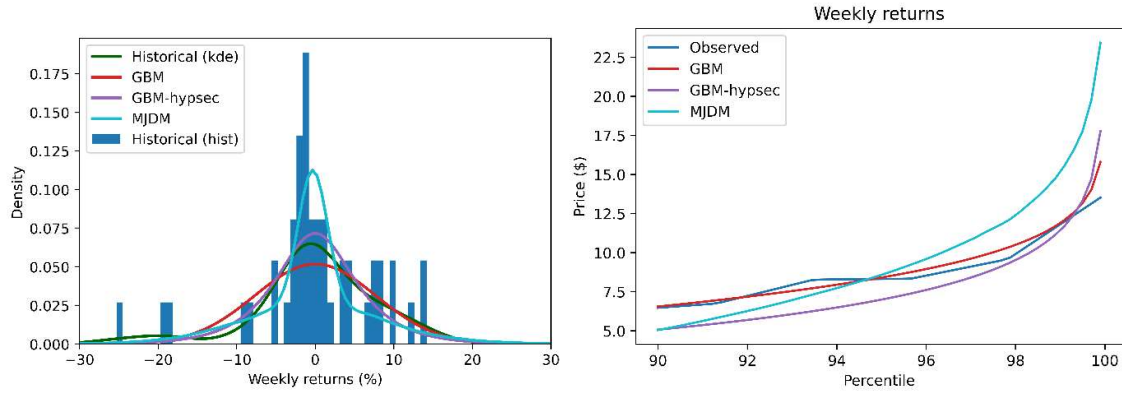 Historical (kde)
GBM
GBM-hypsec
MJDM
Historical (hist)
0.175
0.150
0.125
0.100
0.075
0.050
0.025
0.000
Density
−30
−20
−10
0
10
20
30
Weekly returns (%)
Weekly returns
Observed
GBM
GBM-hypsec
MJDM
22.5
20.0
17.5
15.0
12.5
10.0
7.5
5.0
Price ($)
90
92
94
96
98
100
Percentile